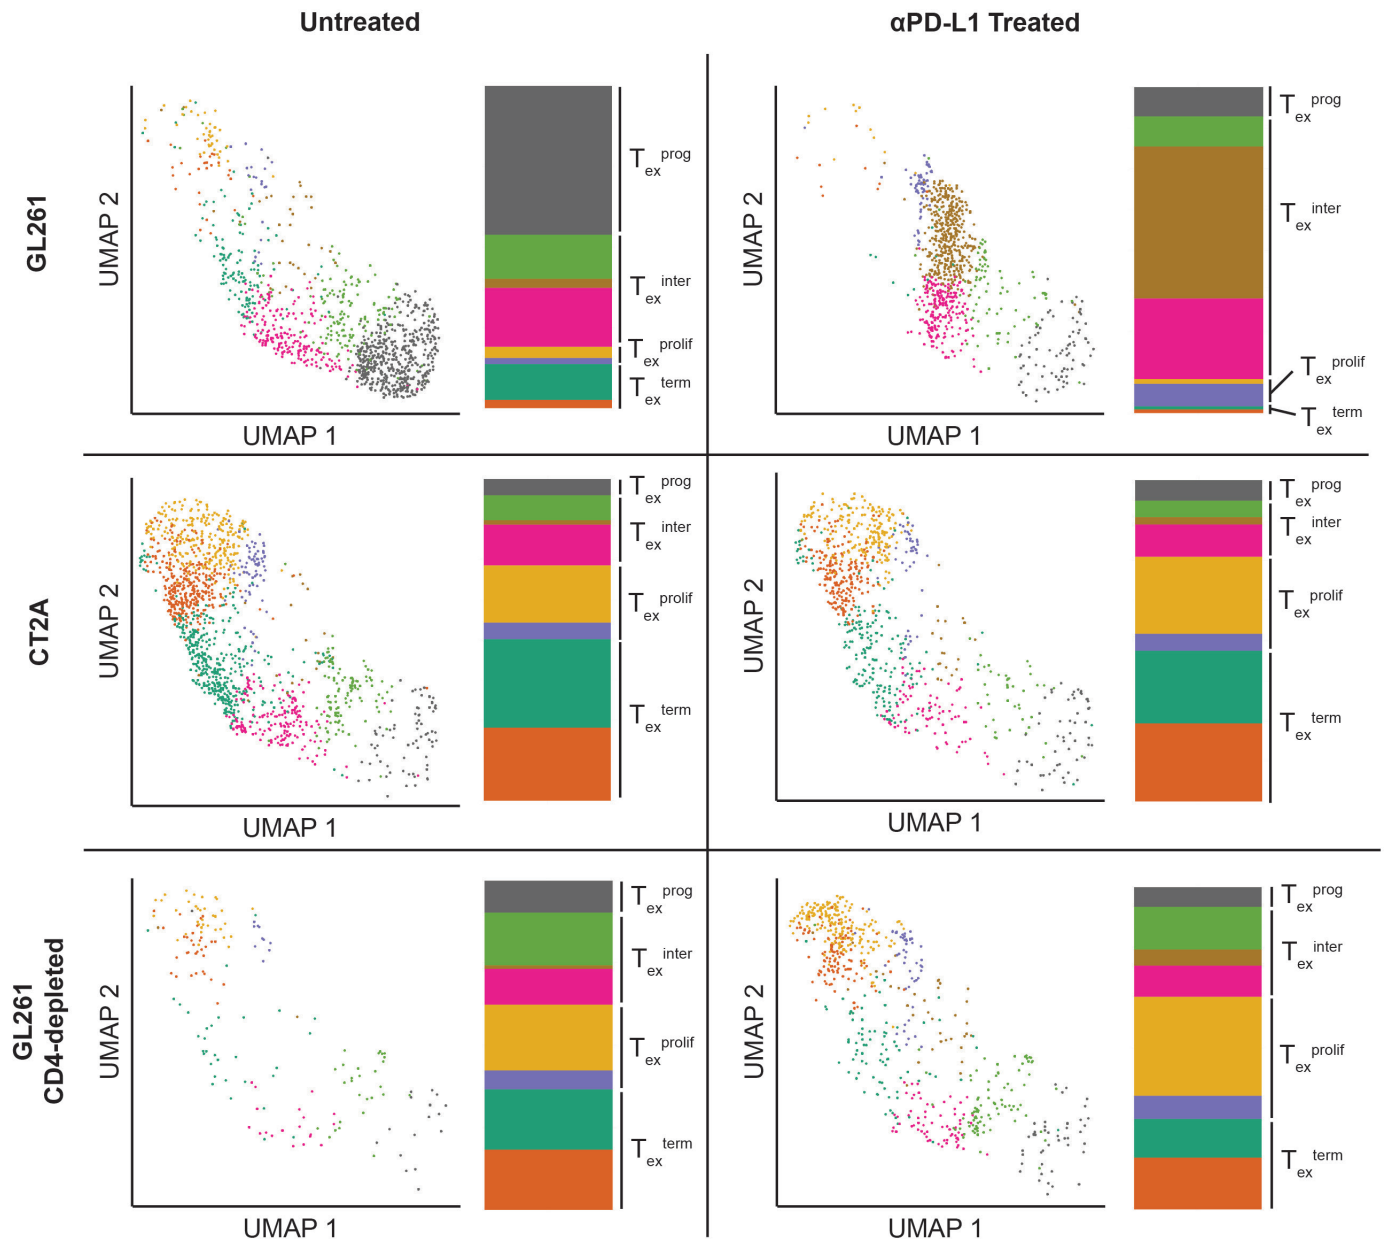 Untreated
αPD-L1 Treated
GL261
UMAP 2
UMAP 1
T ex prog
T ex inter
T ex prolif
T ex term
UMAP 2
UMAP 1
T ex prog
T ex inter
T ex prolif
T ex term
CT2A
UMAP 2
UMAP 1
T ex prog
T ex inter
T ex prolif
T ex term
UMAP 2
UMAP 1
T ex prog
T ex inter
T ex prolif
T ex term
GL261
CD4-depleted
UMAP 2
UMAP 1
T ex prog
T ex inter
T ex prolif
T ex term
UMAP 2
UMAP 1
T ex prog
T ex inter
T ex prolif
T ex term